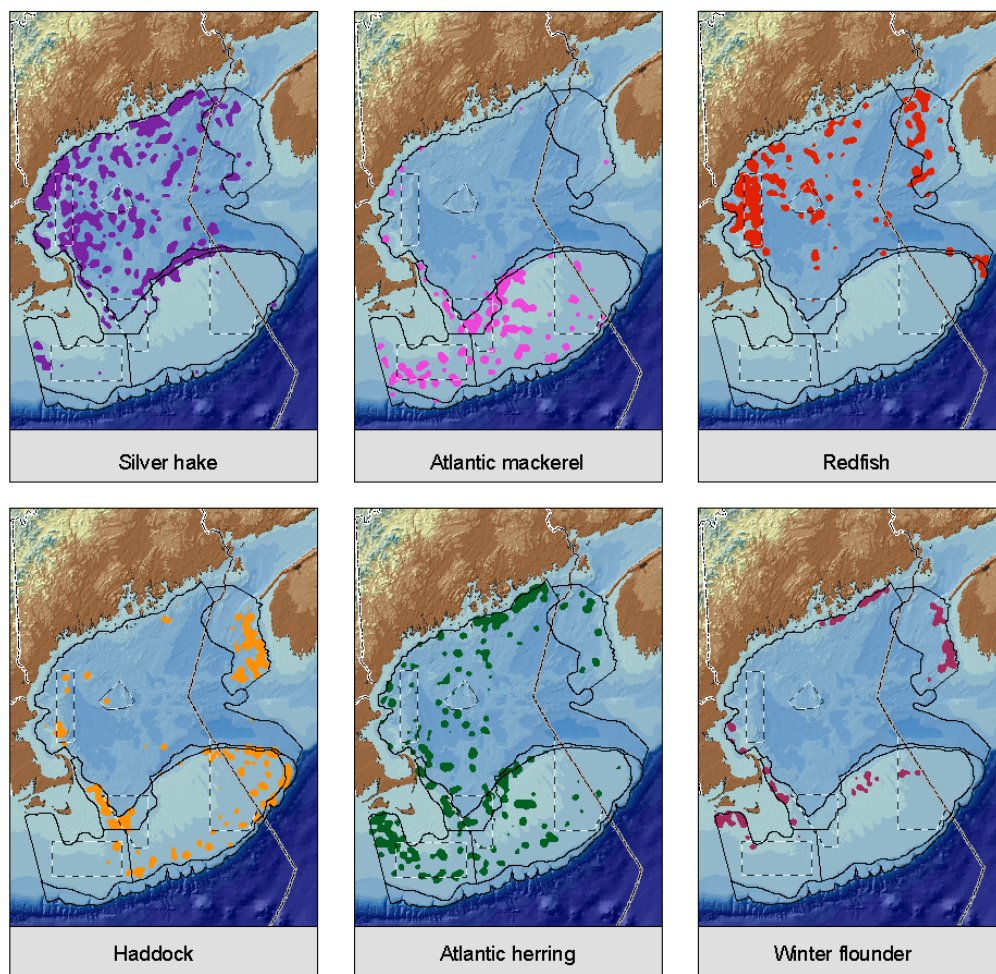 Silver hake
Atlantic mackerel
Redfish
Haddock
Atlantic herring
Winter flounder